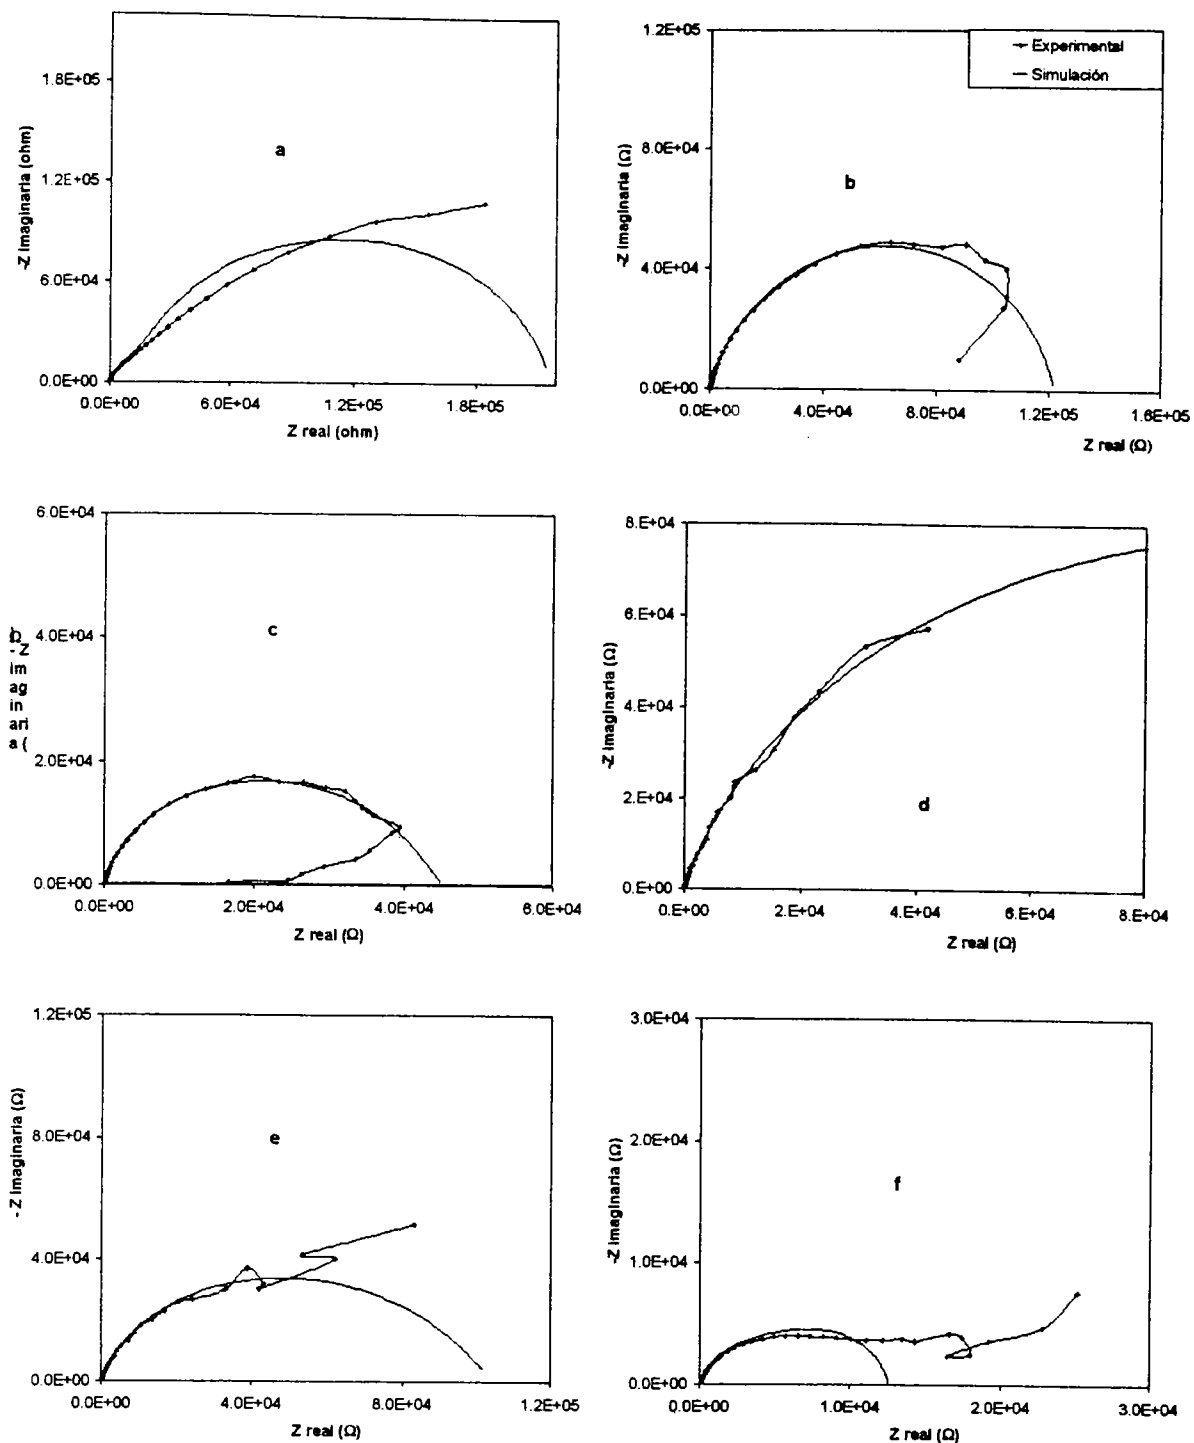 1.8E+05
1.2E+05
6.0E+04
0.0E+00
-Z imaginaria (ohm)
a
0.0E+00 6.0E+04 1.2E+05 1.8E+05
Z real (ohm)
1.2E+05
8.0E+04
4.0E+04
0.0E+00
-Z imaginaria (Ω)
Experimental
Simulación
b
0.0E+00 4.0E+04 8.0E+04 1.2E+05 1.6E+05
Z real (Ω)
6.0E+04
4.0E+04
2.0E+04
0.0E+00
- Z
im
ag
in
ari
a (
c
0.0E+00 2.0E+04 4.0E+04 6.0E+04
Z real (Ω)
8.E+04
6.E+04
4.E+04
2.E+04
0.E+00
-Z imaginaria (Ω)
d
0.E+00 2.E+04 4.E+04 6.E+04 8.E+04
Z real (Ω)
1.2E+05
8.0E+04
4.0E+04
0.0E+00
- Z imaginaria (Ω)
e
0.0E+00 4.0E+04 8.0E+04 1.2E+05
Z real (Ω)
3.0E+04
2.0E+04
1.0E+04
0.0E+00
-Z imaginaria (Ω)
f
0.0E+00 1.0E+04 2.0E+04 3.0E+04
Z real (Ω)